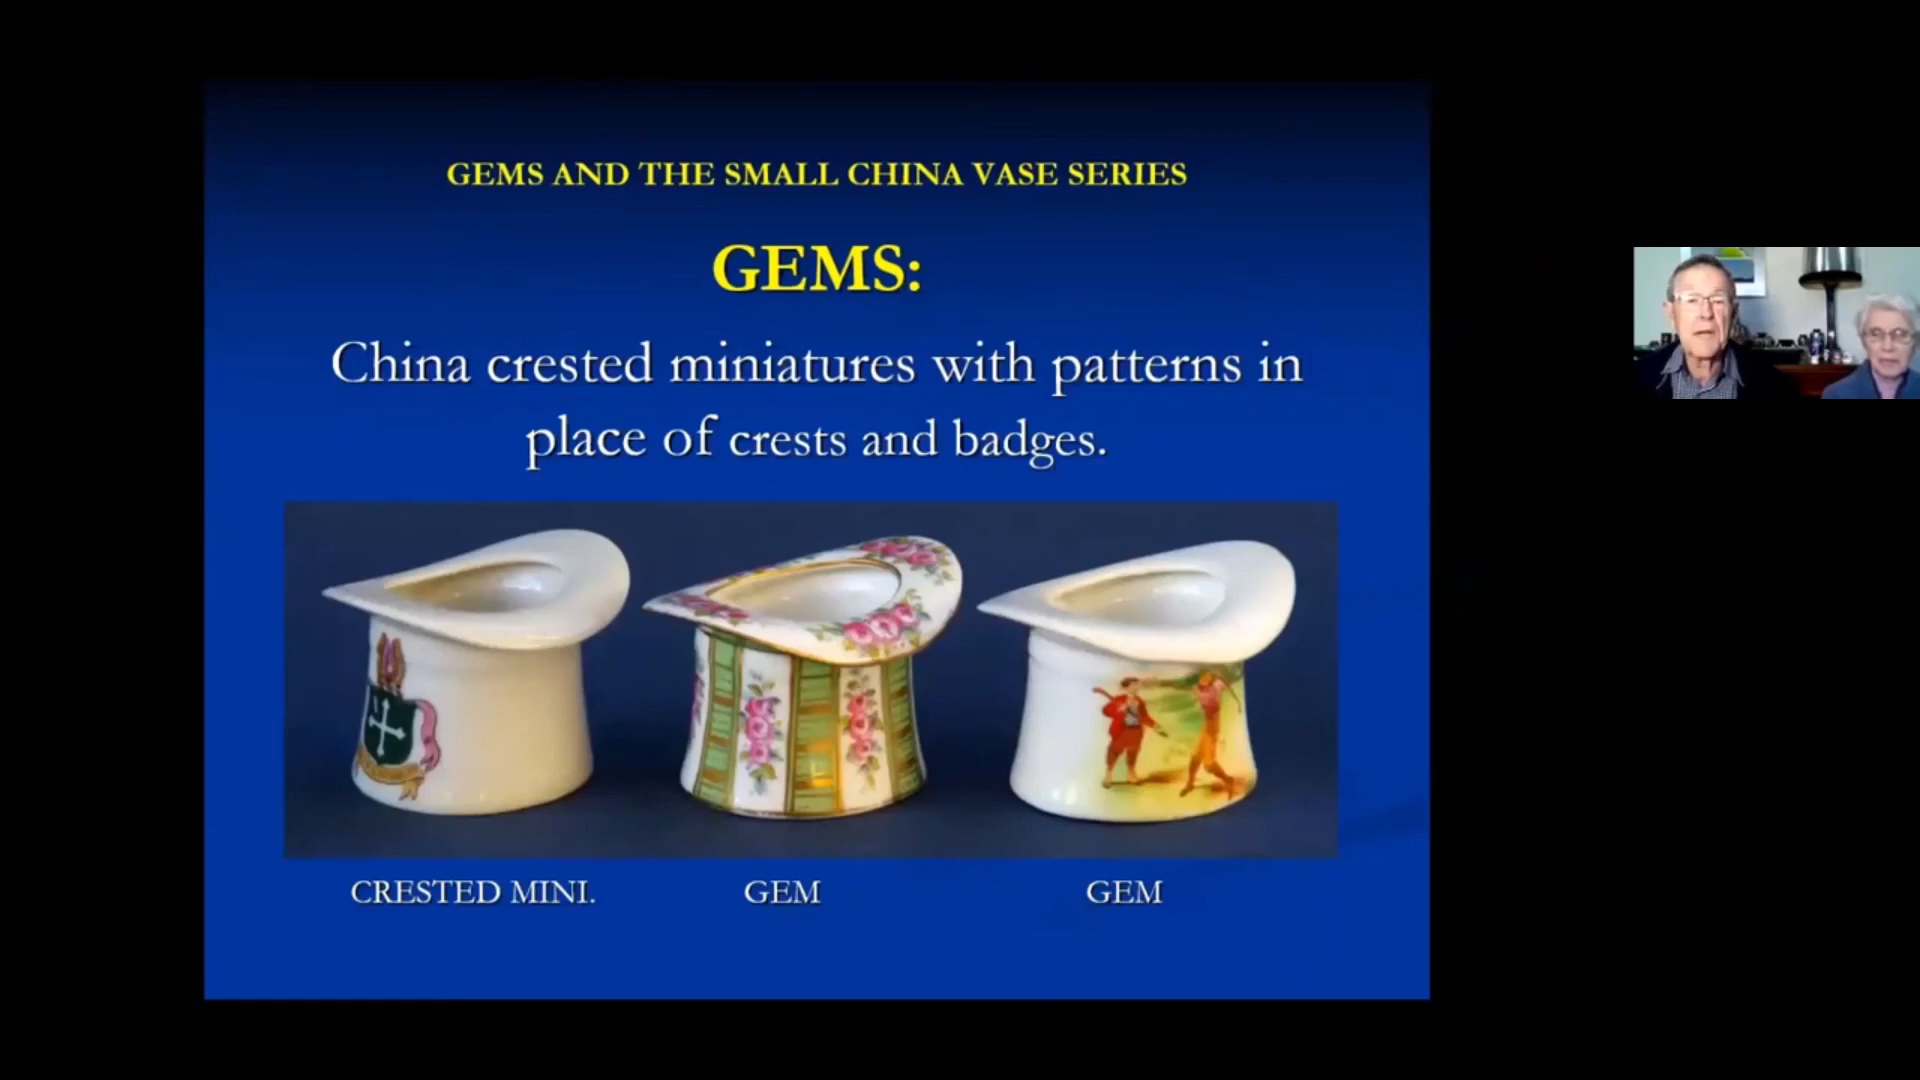 GEMS AND THE SMALL CHINA VASE SERIES
GEMS:
China crested miniatures with patterns in
place of crests and badges.
CRESTED MINI.
GEM
GEM